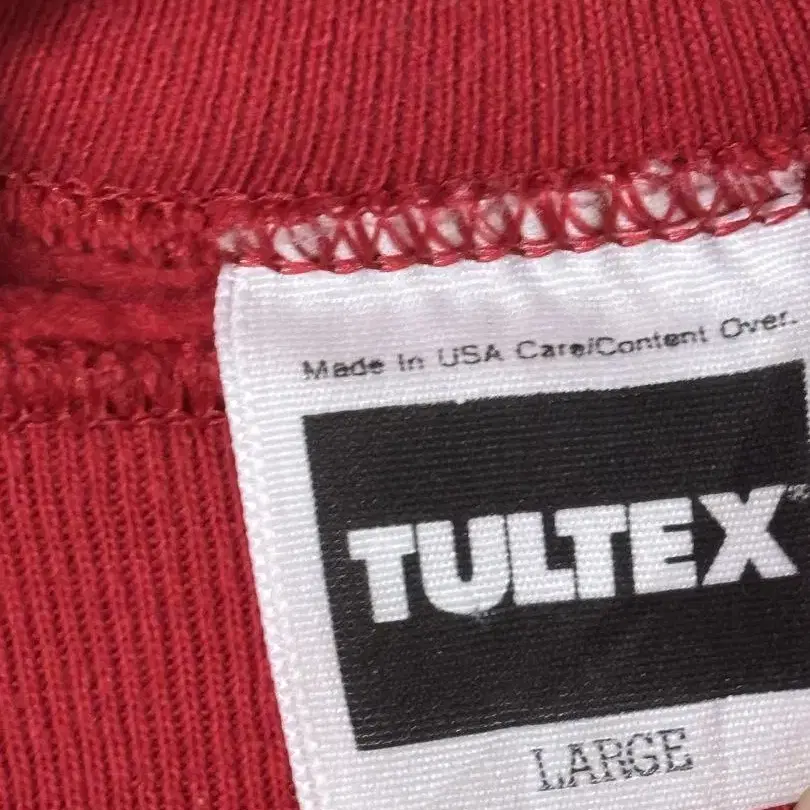 Made in USA Care/Content Over.
TULTEX
LARGE